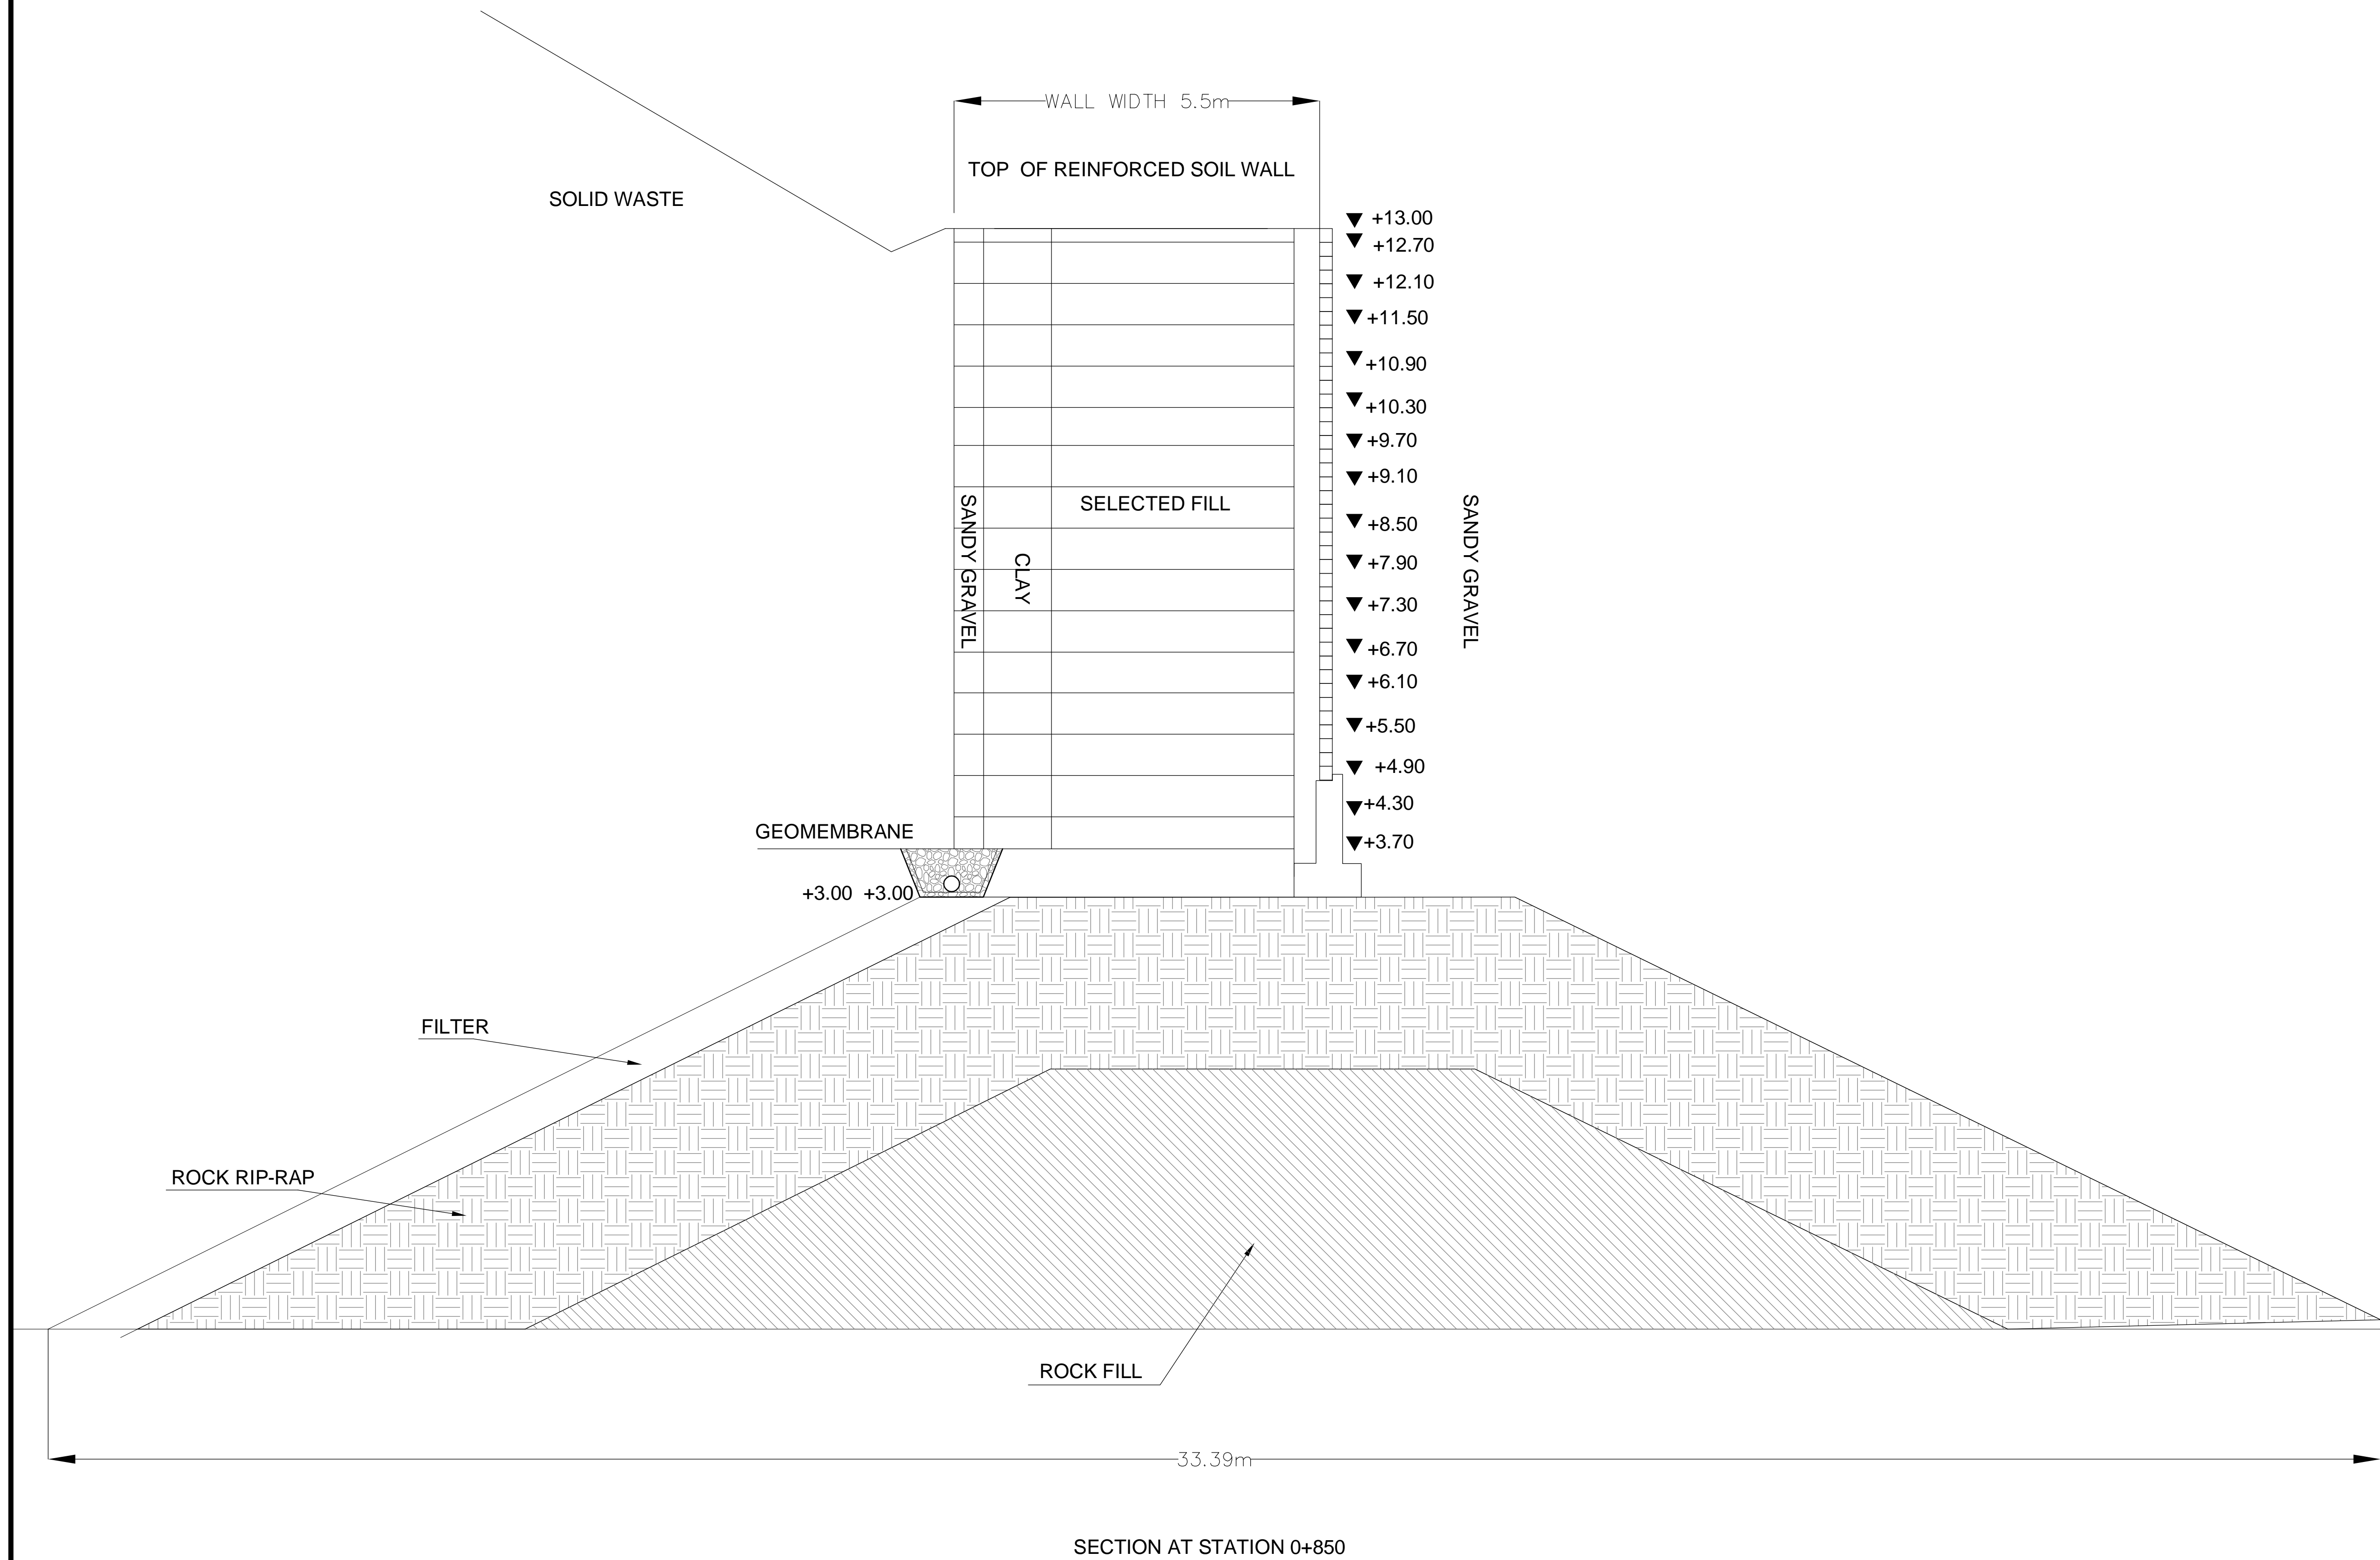 WALL WIDTH 5.5m
TOP OF REINFORCED SOIL WALL
SOLID WASTE
+13.00
+12.70
+12.10
+11.50
+10.90
+10.30
+9.70
+9.10
SANDY GRAVEL
CLAY
SELECTED FILL
SANDY GRAVEL
+8.50
+7.90
+7.30
+6.70
+6.10
+5.50
+4.90
+4.30
+3.70
GEOMEMBRANE
+3.00 +3.00
FILTER
ROCK RIP-RAP
ROCK FILL
33.39m
SECTION AT STATION 0+850